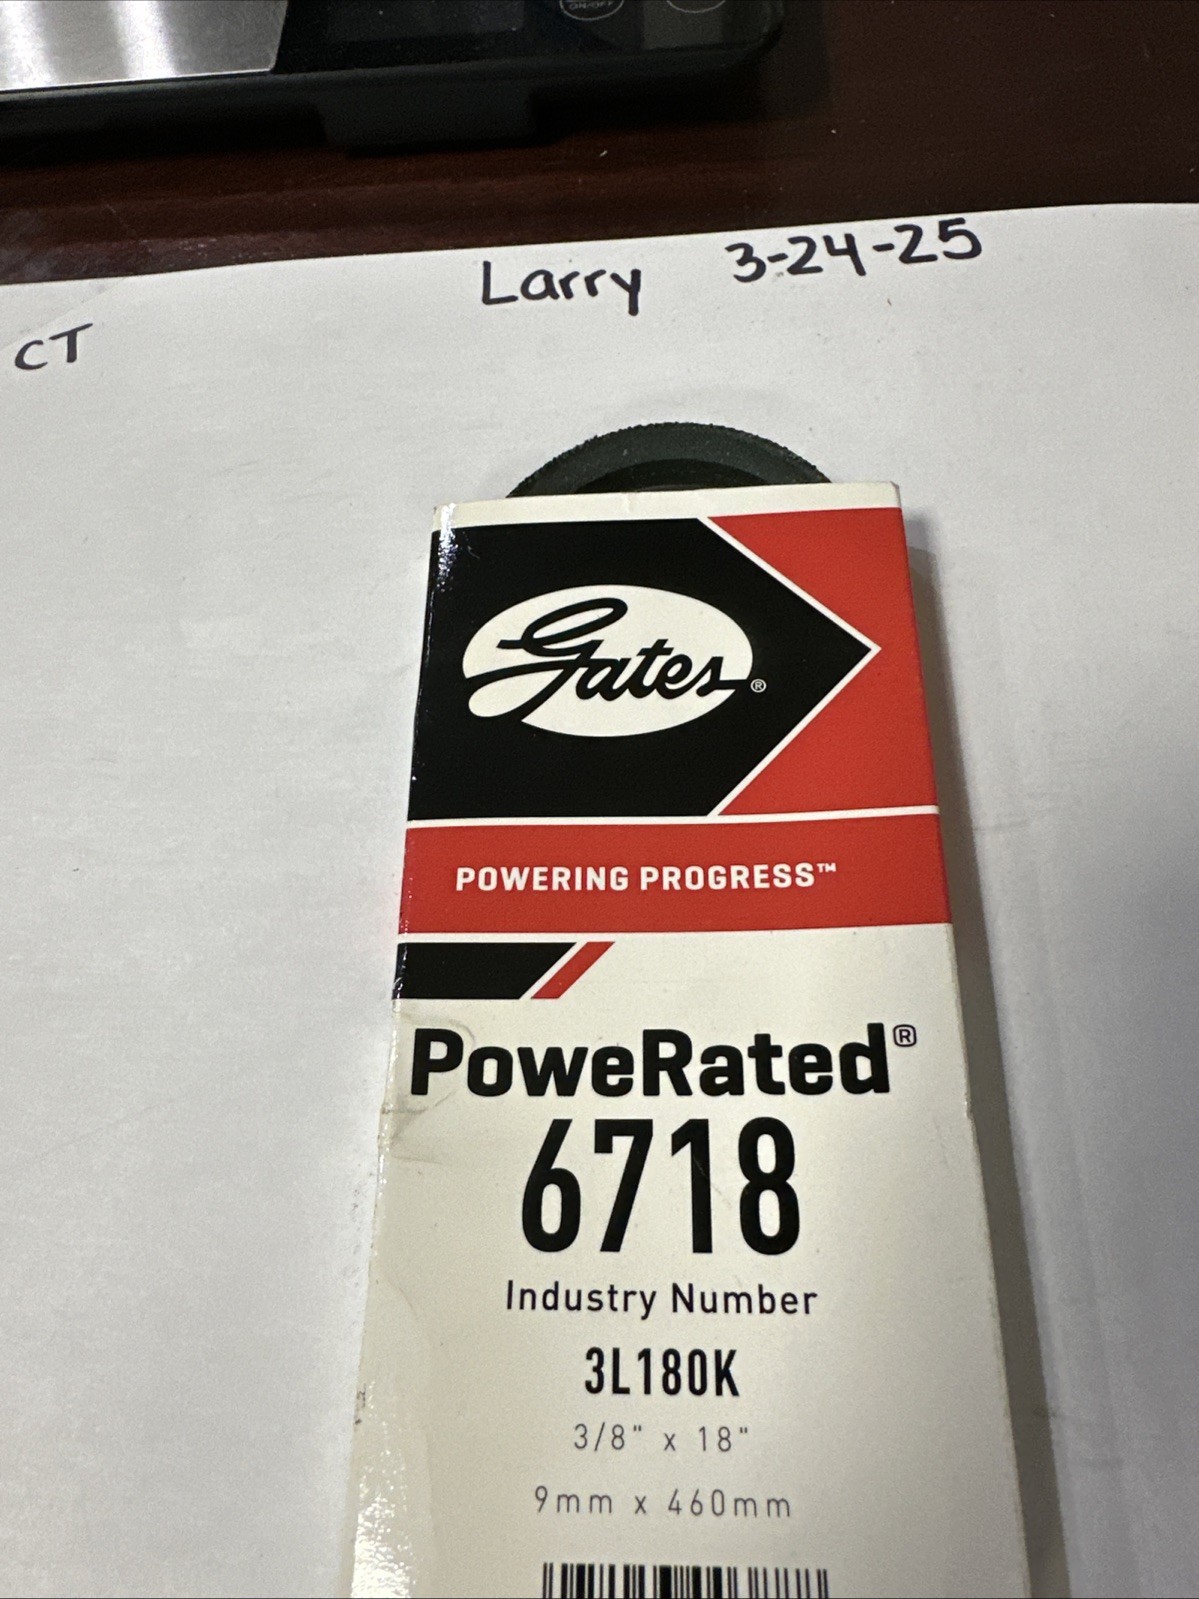 Larry 3-24-25
CT
Gates®
POWERING PROGRESS™
PoweRated®
6718
Industry Number
3L180K
3/8" x 18"
9mm x 460mm